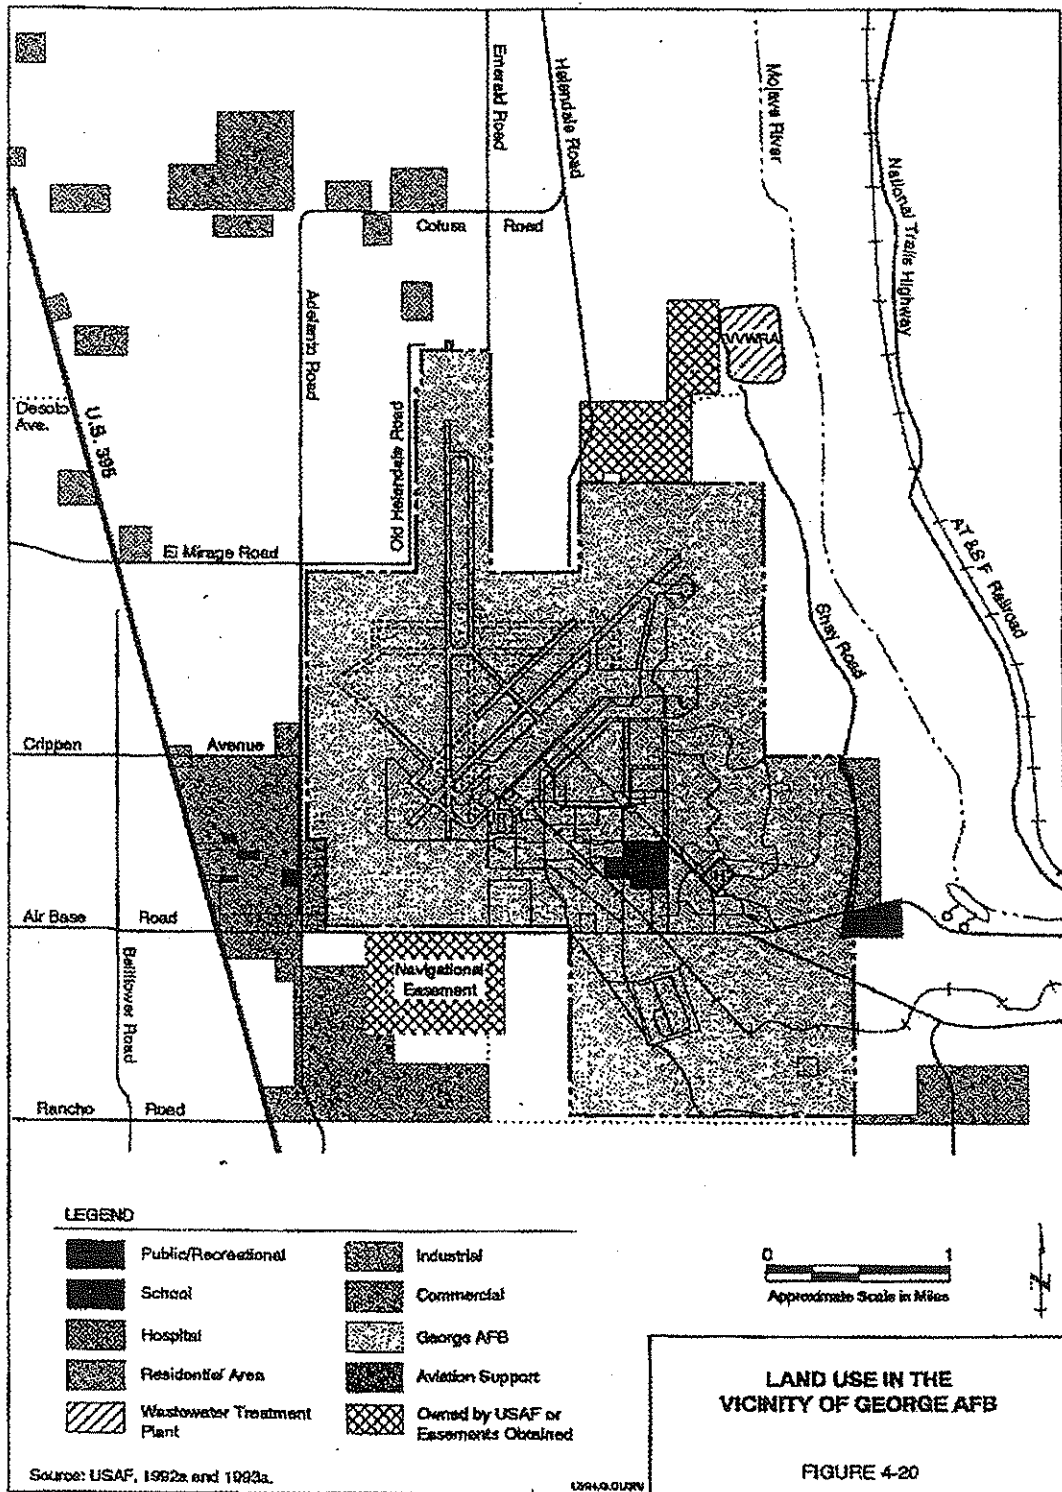 Emerald Road
Helendale Road
Mojave River
National Trails Highway
Colusa Road
Adelanto Road
VVWRA
Desoto
Ave.
U.S. 395
Old Helendale Road
El Mirage Road
AT & SF Railroad
Shay Road
Crippen Avenue
Air Base Road
Navigational
Easement
Bellflower Road
Rancho Road
LEGEND
Public/Recreational
School
Hospital
Residential Area
Wastewater Treatment
Plant
Industrial
Commercial
George AFB
Aviation Support
Owned by USAF or
Easements Obtained
0 1
Approximate Scale in Miles
Z
LAND USE IN THE
VICINITY OF GEORGE AFB
FIGURE 4-20
Source: USAF, 1992a and 1993a.